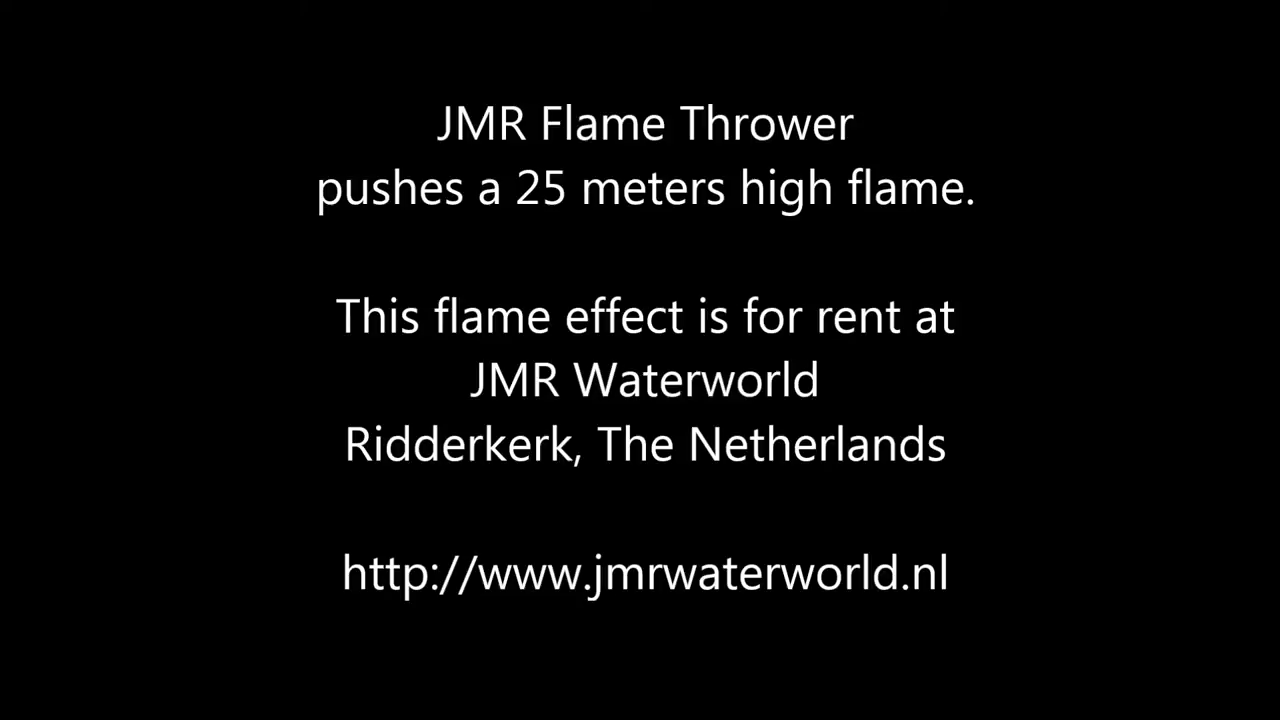 JMR Flame Thrower
pushes a 25 meters high flame.
This flame effect is for rent at
JMR Waterworld
Ridderkerk, The Netherlands
http://www.jmrwaterworld.nl